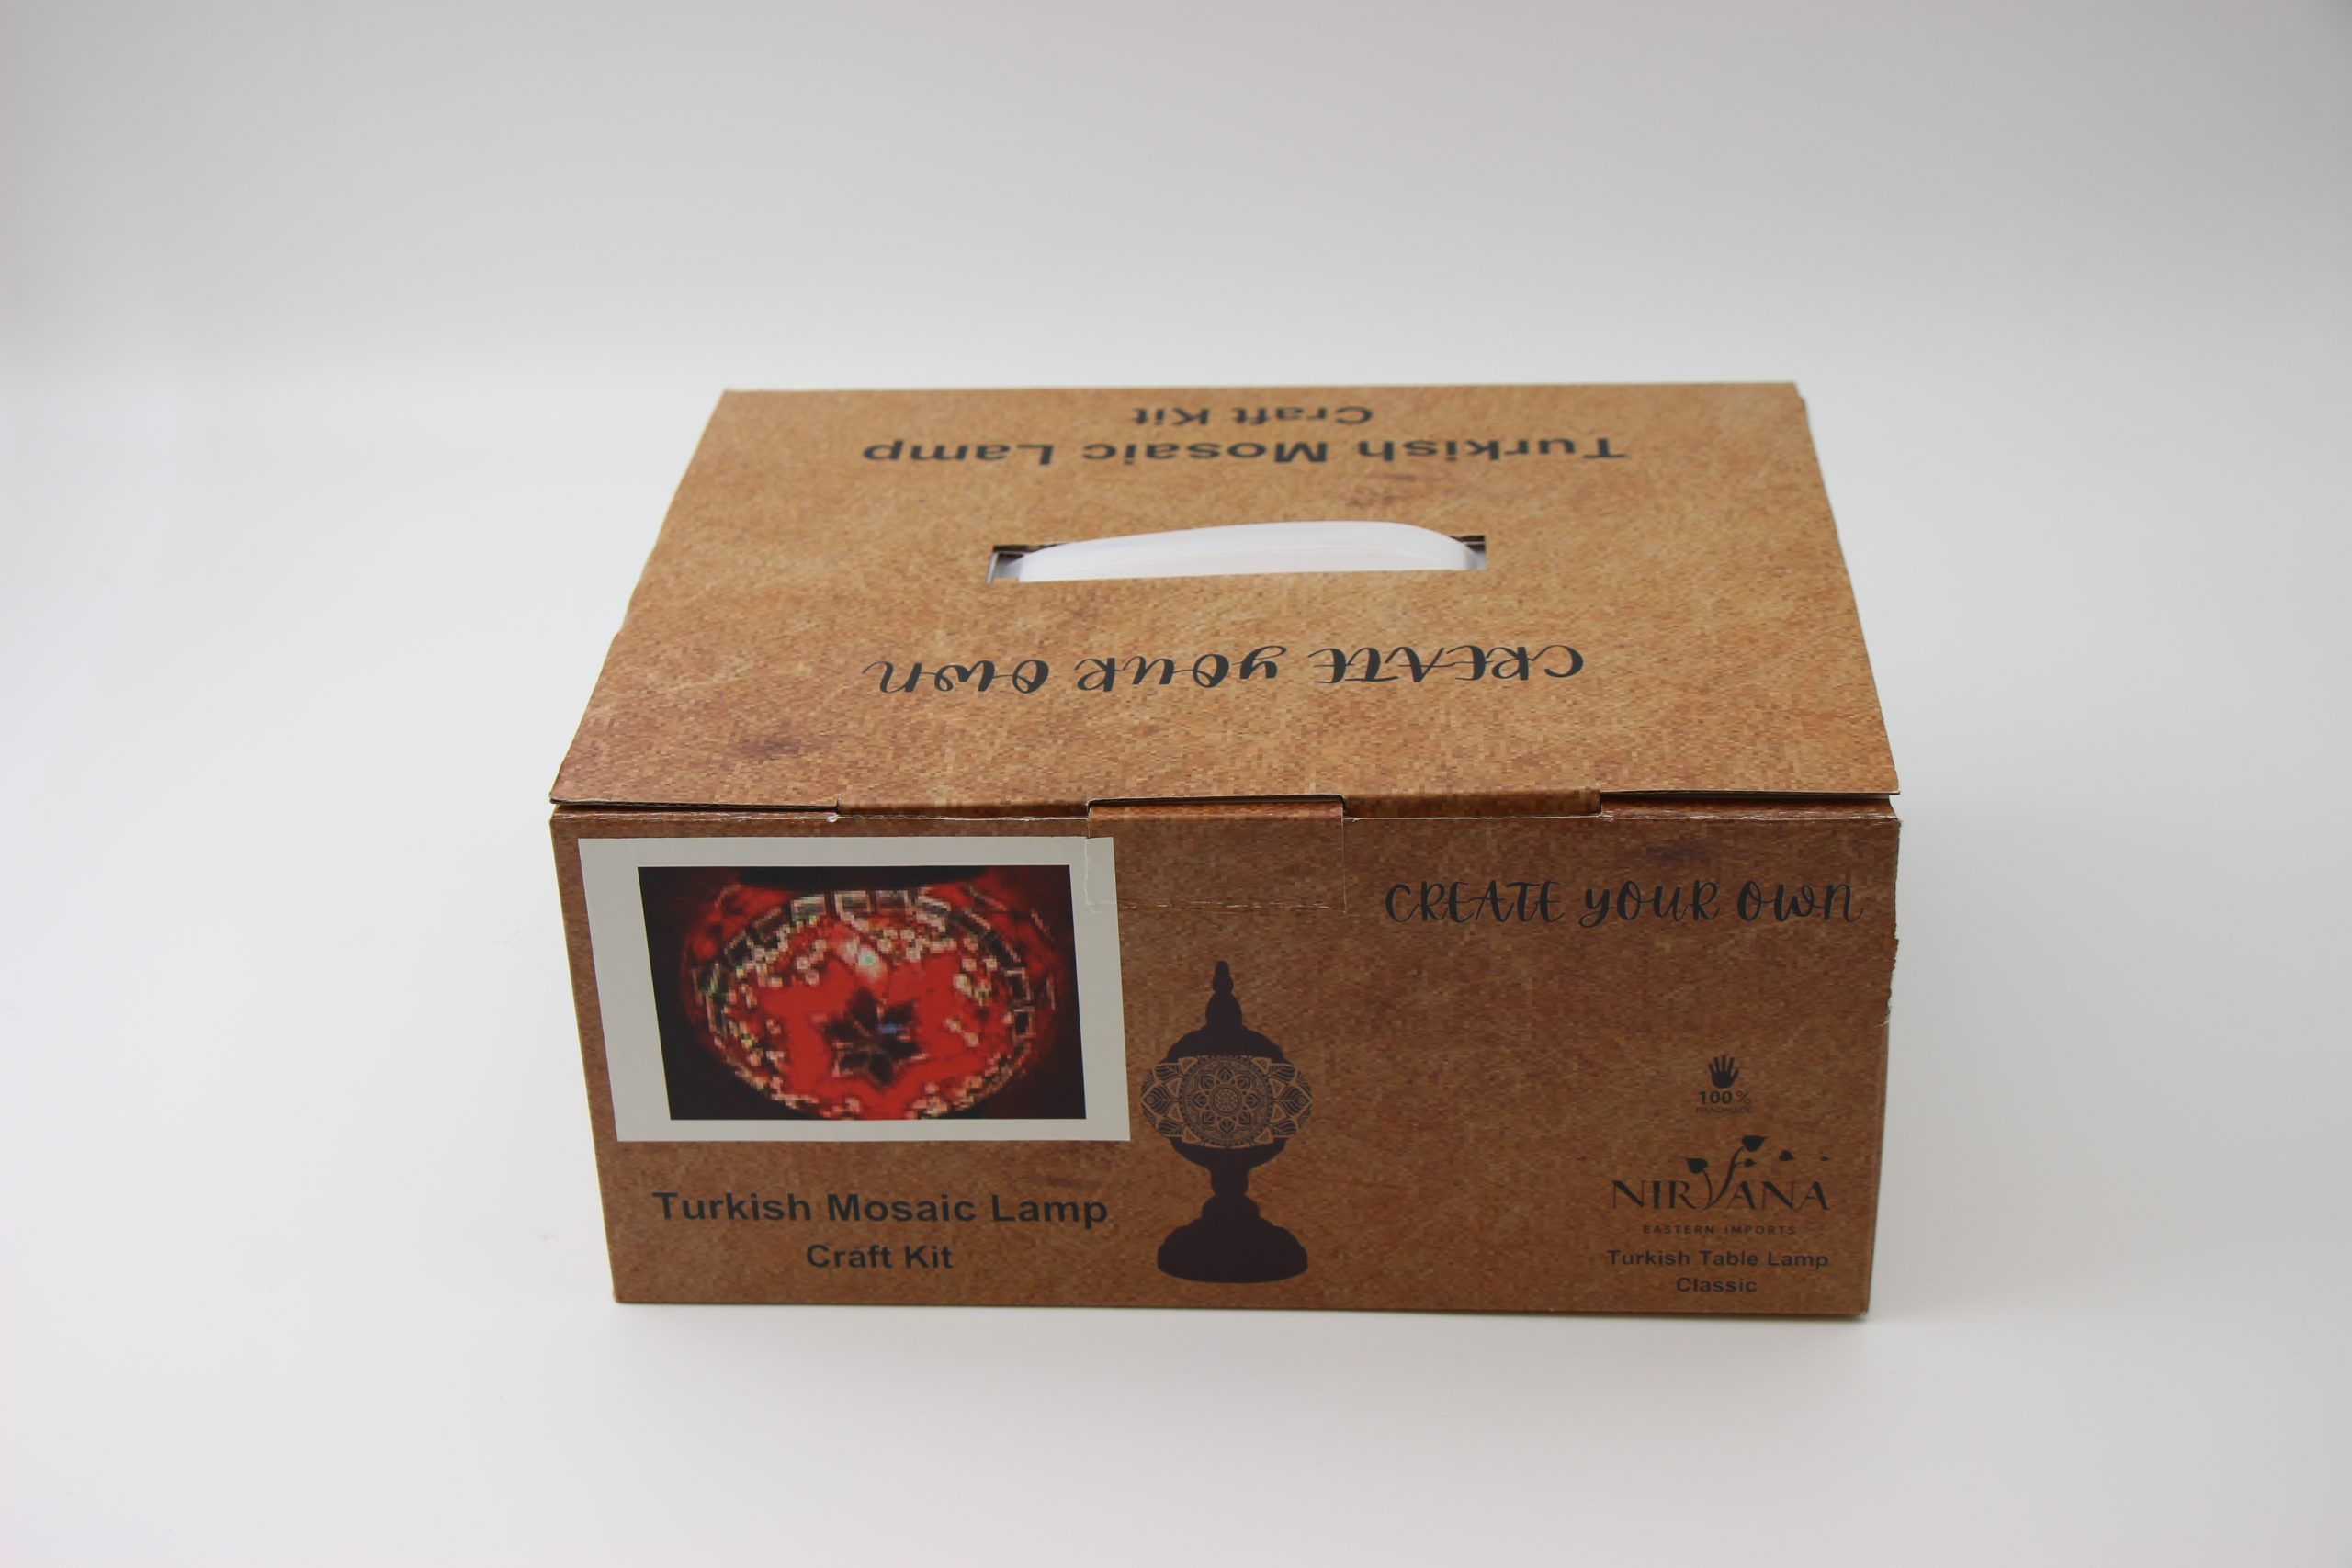 Turkish Mosaic Lamp
Craft Kit
CREATE YOUR OWN
CREATE YOUR OWN
Turkish Mosaic Lamp
Craft Kit
100%
HANDMADE
NIRVANA
EASTERN IMPORTS
Turkish Table Lamp
Classic